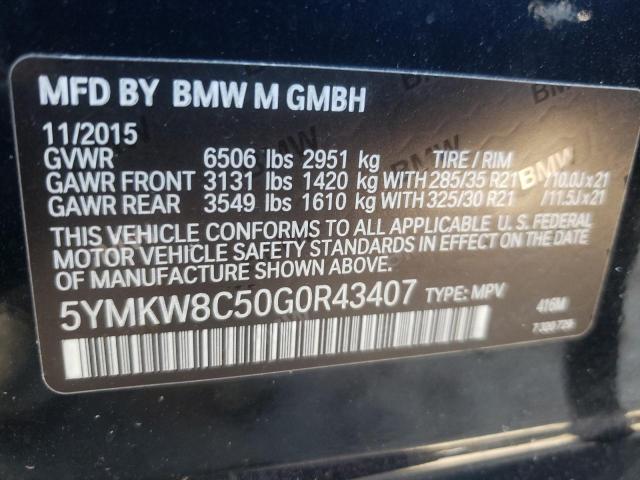 MFD BY BMW M GMBH
11/2015
GVWR 6506 lbs 2951 kg TIRE / RIM
GAWR FRONT 3131 lbs 1420 kg WITH 285/35 R21 /10.0J x 21
GAWR REAR 3549 lbs 1610 kg WITH 325/30 R21 /11.5J x 21
THIS VEHICLE CONFORMS TO ALL APPLICABLE U. S. FEDERAL
MOTOR VEHICLE SAFETY STANDARDS IN EFFECT ON THE DATE
OF MANUFACTURE SHOWN ABOVE.
5YMKW8C50G0R43407 TYPE: MPV 416M
7 320 729